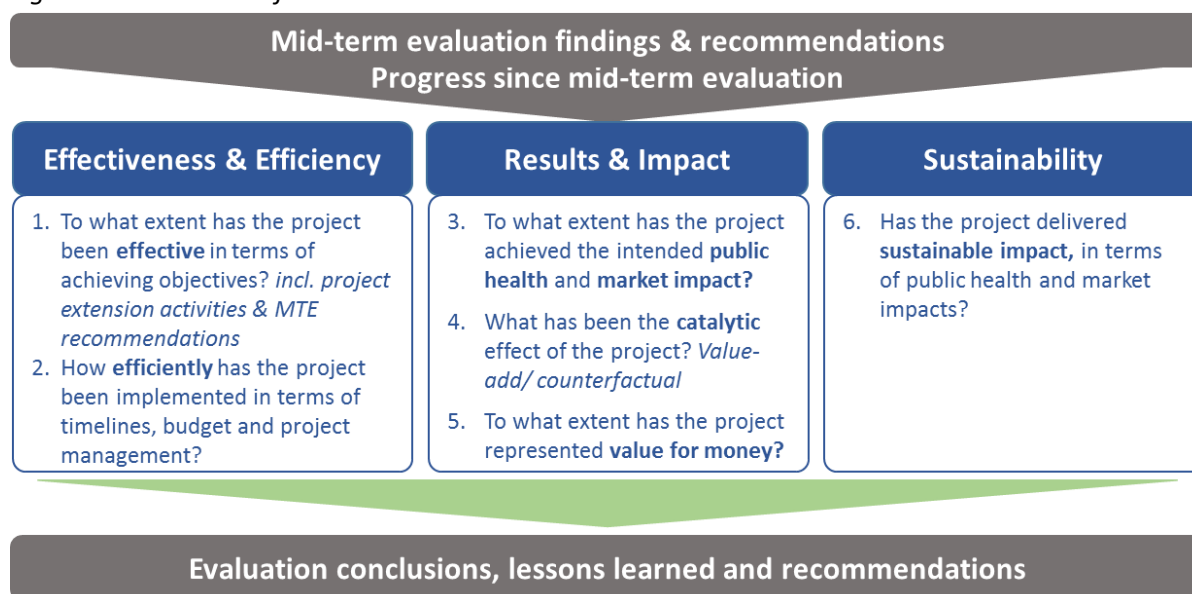 Mid-term evaluation findings & recommendations
Progress since mid-term evaluation
Effectiveness & Efficiency
1. To what extent has the project
been effective in terms of
achieving objectives? incl. project
extension activities & MTE
recommendations
2. How efficiently has the project
been implemented in terms of
timelines, budget and project
management?
Results & Impact
3. To what extent has the project
achieved the intended public
health and market impact?
4. What has been the catalytic
effect of the project? Value-
add/ counterfactual
5. To what extent has the project
represented value for money?
Sustainability
6. Has the project delivered
sustainable impact, in terms
of public health and market
impacts?
Evaluation conclusions, lessons learned and recommendations